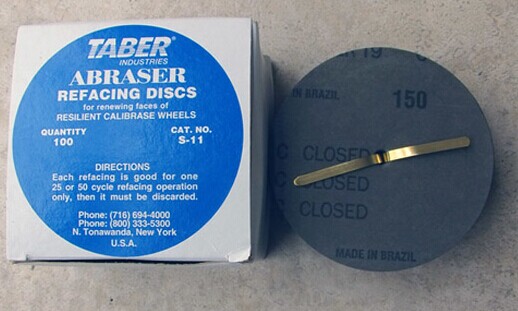 TABER®
INDUSTRIES
ABRASER
REFACING DISCS
for renewing faces of
RESILIENT CALIBRASE WHEELS
QUANTITY
100
CAT. NO.
S-11
DIRECTIONS
Each refacing is good for one
25 or 50 cycle refacing operation
only, then it must be discarded.
Phone: (716) 694-4000
Phone: (800) 333-5300
N. Tonawanda, New York
U.S.A.
19
IN BRAZIL
150
C CLOSED
CLOSED
MADE IN BRAZIL